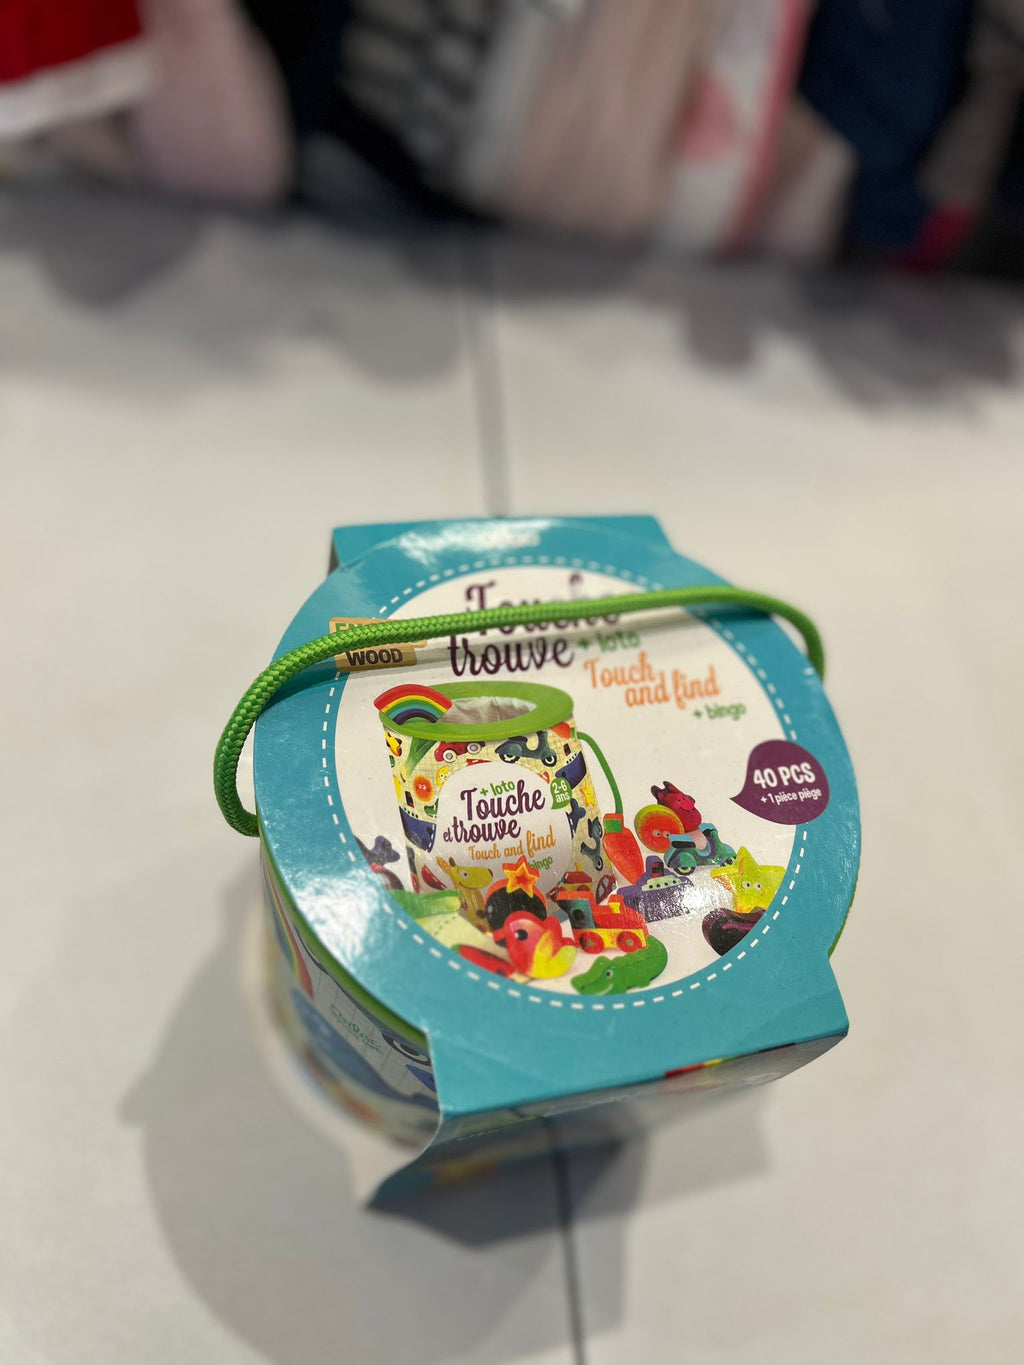 Touche
trouve
+ loto
Touch
and find
+ bingo
WOOD
40 PCS
+ 1 pièce piège
+ loto
Touche
et trouve
2-6
ans
Touch and find
bingo